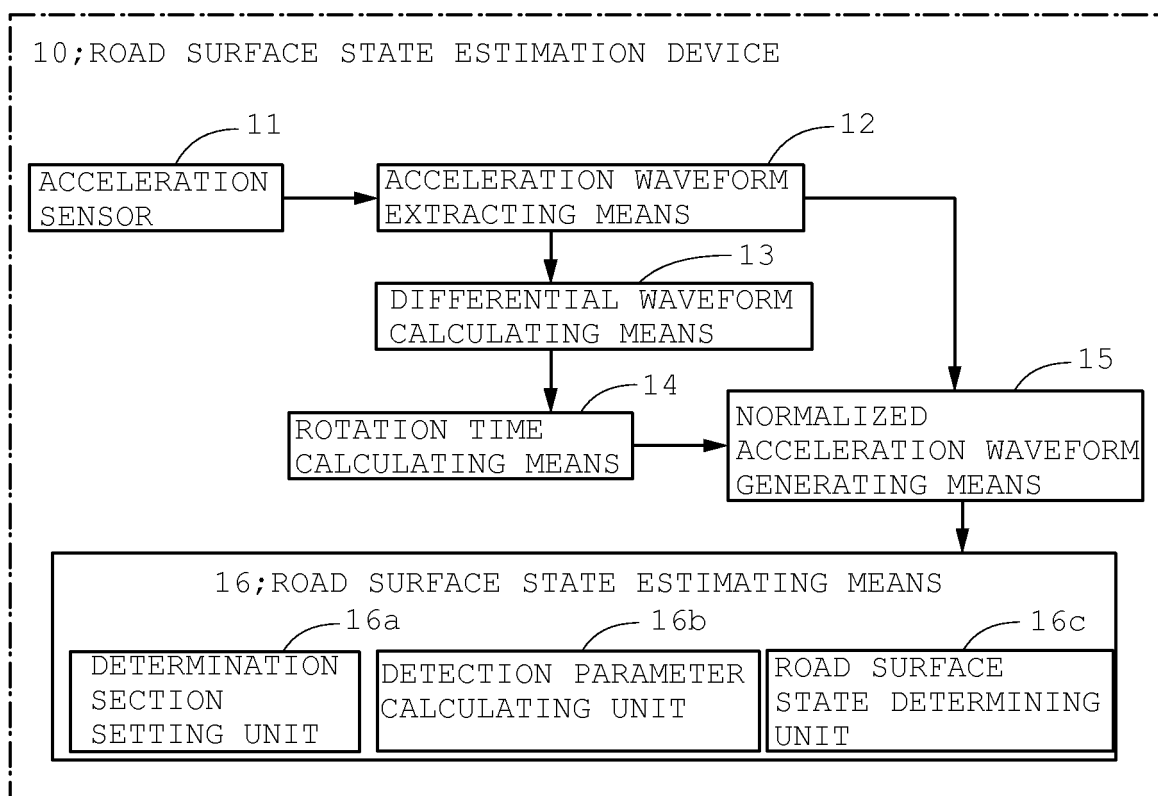 10;ROAD SURFACE STATE ESTIMATION DEVICE
11
12
ACCELERATION
SENSOR
ACCELERATION WAVEFORM
EXTRACTING MEANS
13
DIFFERENTIAL WAVEFORM
CALCULATING MEANS
14
15
ROTATION TIME
CALCULATING MEANS
NORMALIZED
ACCELERATION WAVEFORM
GENERATING MEANS
16;ROAD SURFACE STATE ESTIMATING MEANS
16a
16b
16c
DETERMINATION
SECTION
SETTING UNIT
DETECTION PARAMETER
CALCULATING UNIT
ROAD SURFACE
STATE DETERMINING
UNIT